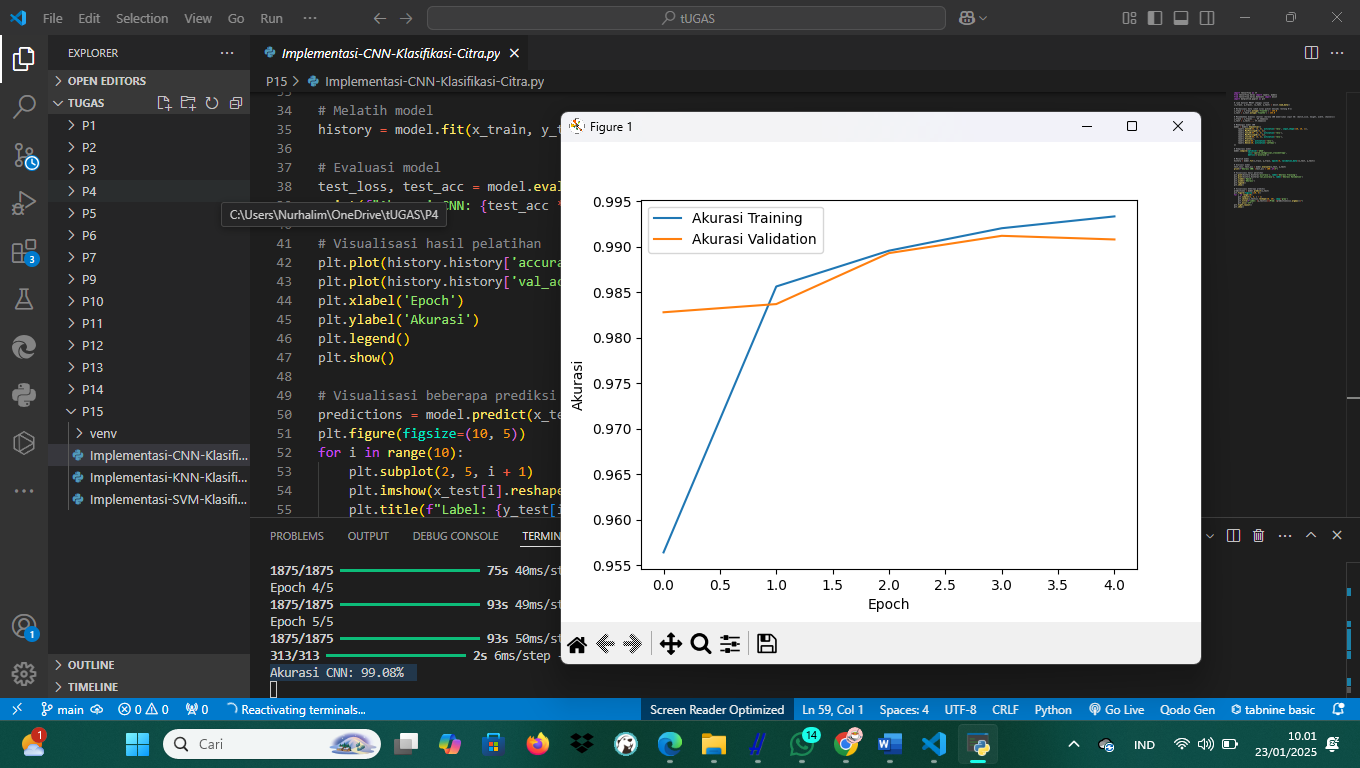 File Edit Selection View Go Run ··· tUGAS
EXPLORER ···
OPEN EDITORS
TUGAS
P1
P2
P3
P4
P5
P6
P7
P9
P10
P11
P12
P13
P14
P15
venv
Implementasi-CNN-Klasifi...
Implementasi-KNN-Klasifi...
Implementasi-SVM-Klasifi...
OUTLINE
TIMELINE
3
1
C:\Users\Nurhalim\OneDrive\tUGAS\P4
Implementasi-CNN-Klasifikasi-Citra.py
P15 > Implementasi-CNN-Klasifikasi-Citra.py
34 # Melatih model
35 history = model.fit(x_train, y_t
36
37 # Evaluasi model
38 test_loss, test_acc = model.eval
CNN: {test_acc *
41 # Visualisasi hasil pelatihan
42 plt.plot(history.history['accura
43 plt.plot(history.history['val_ac
44 plt.xlabel('Epoch')
45 plt.ylabel('Akurasi')
46 plt.legend()
47 plt.show()
48
49 # Visualisasi beberapa prediksi
50 predictions = model.predict(x_te
51 plt.figure(figsize=(10, 5))
52 for i in range(10):
53 plt.subplot(2, 5, i + 1)
54 plt.imshow(x_test[i].reshape
55 plt.title(f"Label: {y_test[i
PROBLEMS OUTPUT DEBUG CONSOLE TERMIN
1875/1875 75s 40ms/st
Epoch 4/5
1875/1875 93s 49ms/st
Epoch 5/5
1875/1875 93s 50ms/st
313/313 2s 6ms/step
Akurasi CNN: 99.08%
Figure 1
Akurasi Training
Akurasi Validation
0.995
0.990
0.985
0.980
0.975
0.970
0.965
0.960
0.955
Akurasi
0.0 0.5 1.0 1.5 2.0 2.5 3.0 3.5 4.0
Epoch
main 0 0 0 Reactivating terminals... Screen Reader Optimized Ln 59, Col 1 Spaces: 4 UTF-8 CRLF Python Go Live Qodo Gen tabnine basic
1 Cari 14 IND 10.01
23/01/2025